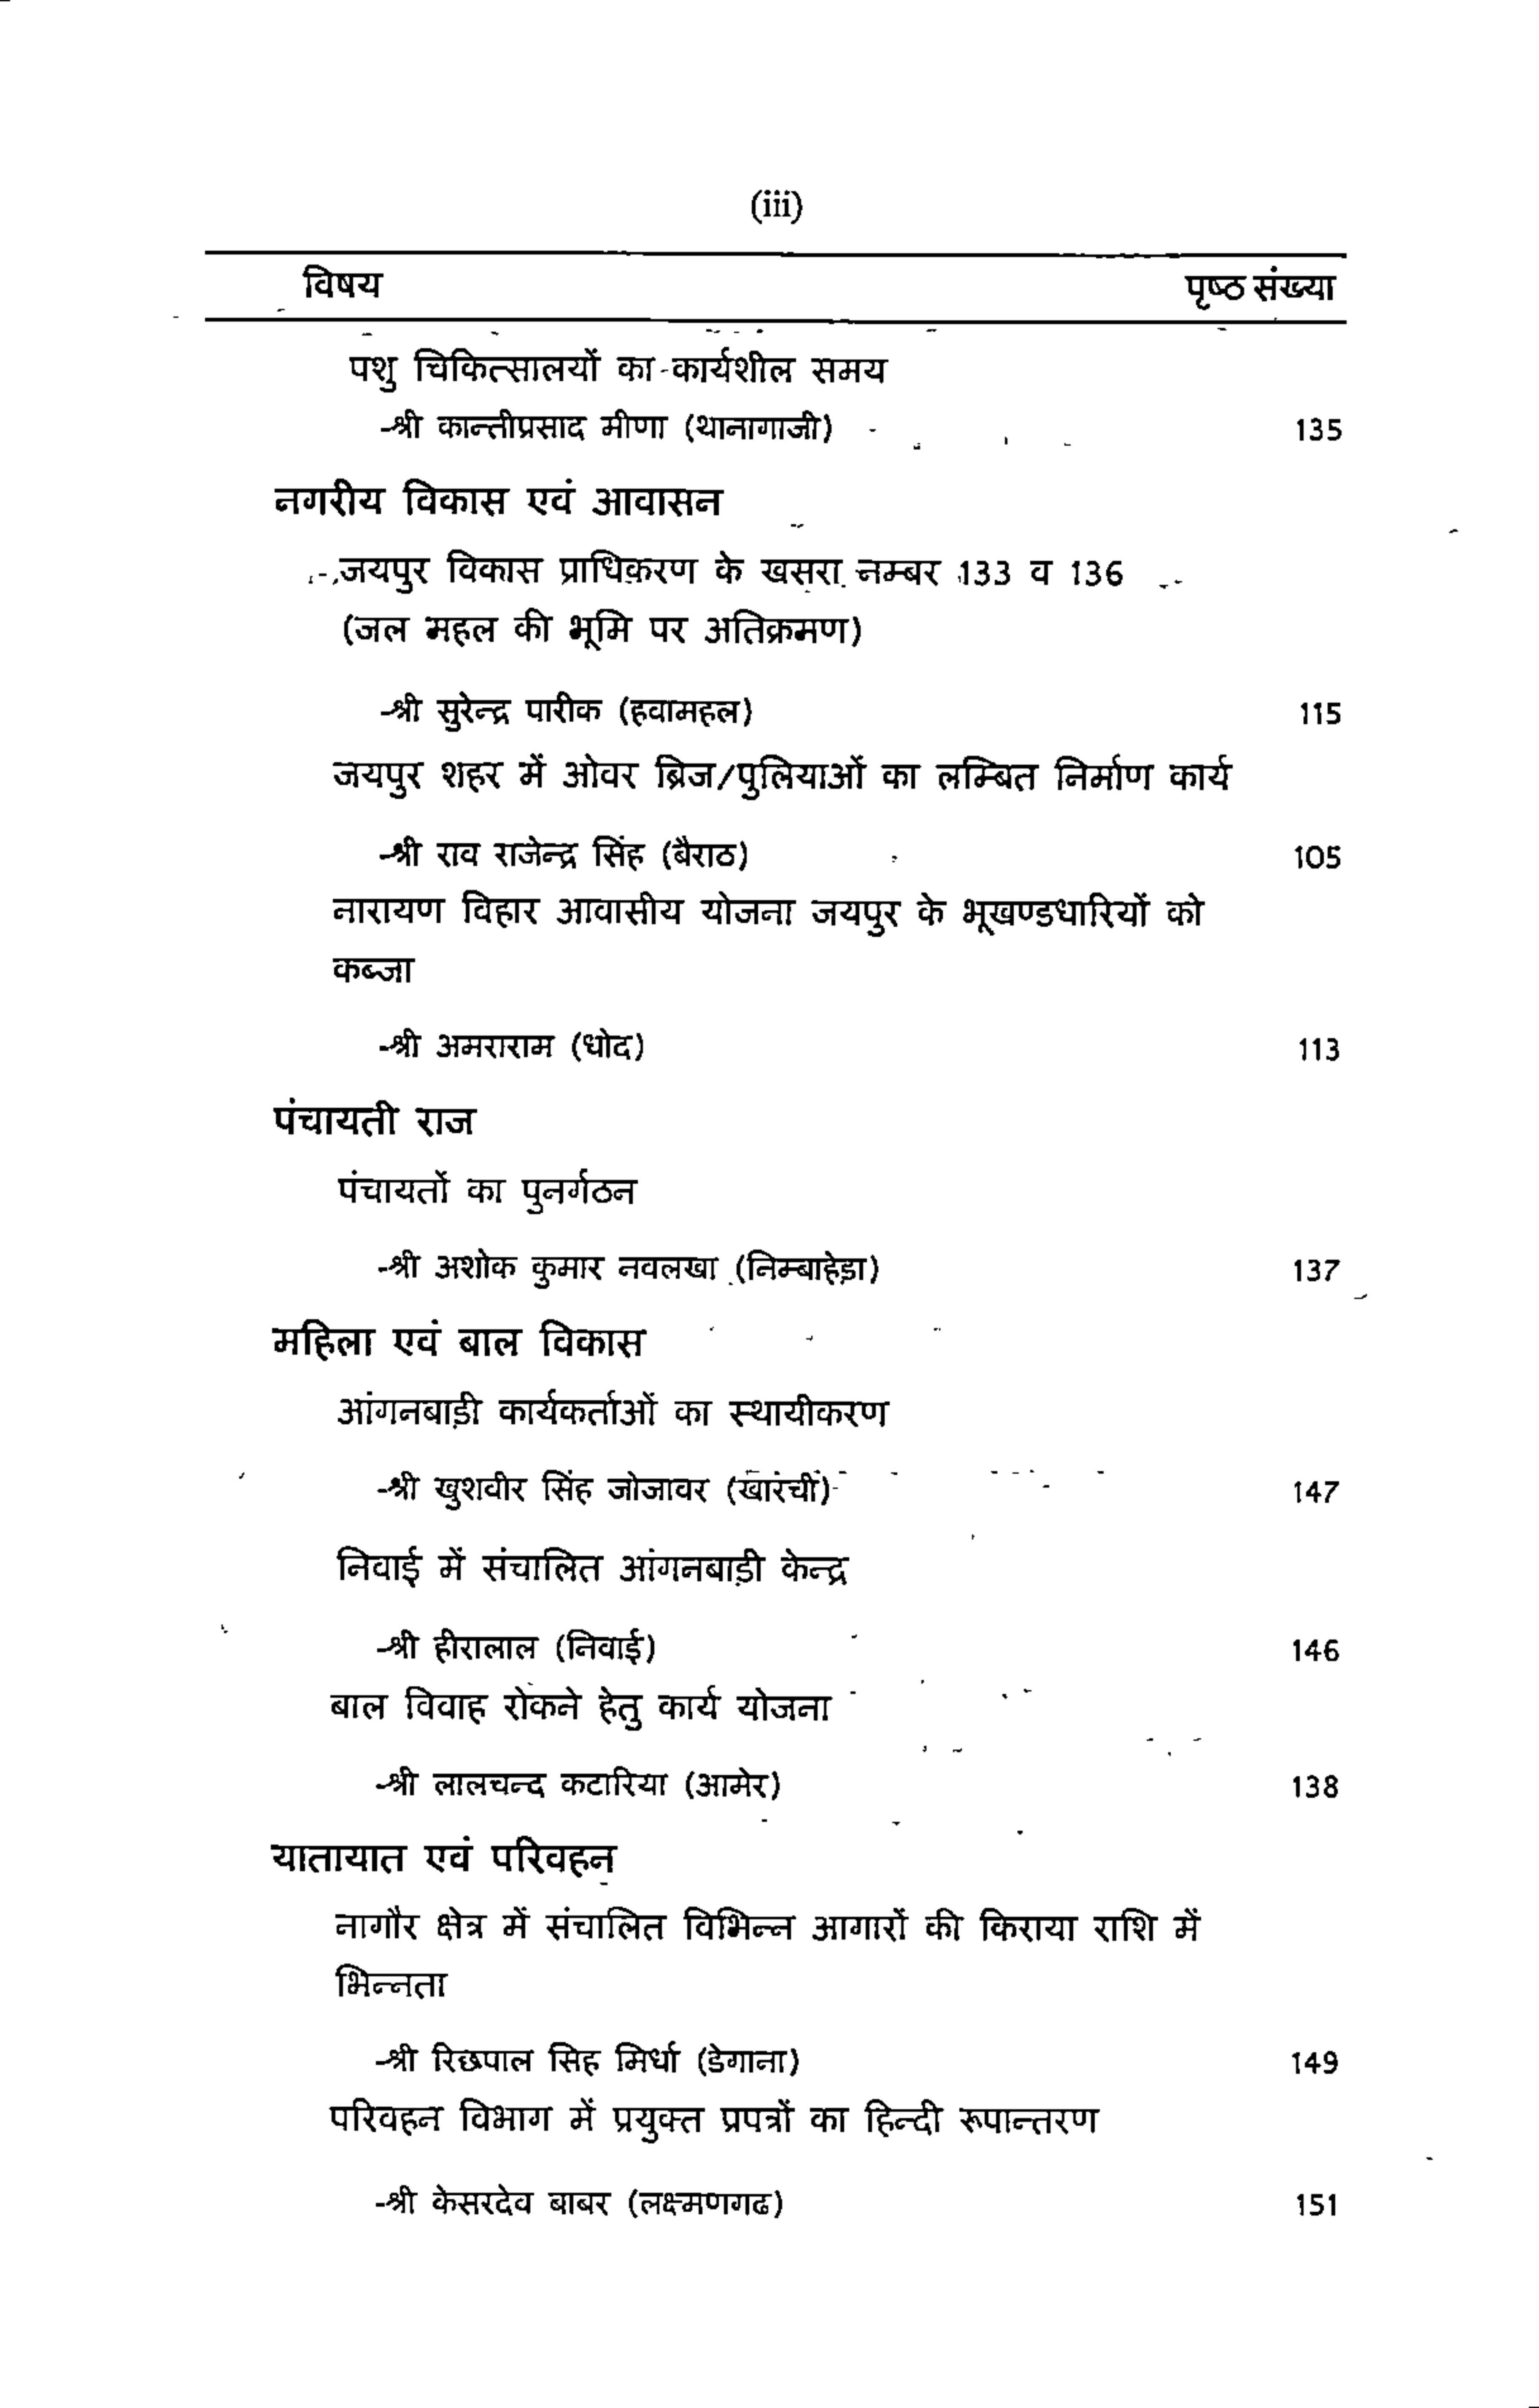 (iii)
विषय पृष्ठ संख्या
पशु चिकित्सालयों का कार्यशील समय
-श्री कान्तीप्रसाद मीणा (थानागाजी) 135
नगरीय विकास एवं आवासन
जयपुर विकास प्राधिकरण के खसरा नम्बर 133 व 136
(जल महल की भूमि पर अतिक्रमण)
-श्री सुरेन्द्र पारीक (हवामहल) 115
जयपुर शहर में ओवर ब्रिज/पुलियाओं का लम्बित निर्माण कार्य
-श्री राव राजेन्द्र सिंह (बैराठ) 105
नारायण विहार आवासीय योजना जयपुर के भूखण्डधारियों को
कब्जा
-श्री अमराराम (धोद) 113
पंचायती राज
पंचायतों का पुनर्गठन
-श्री अशोक कुमार नवलखा (निम्बाहेड़ा) 137
महिला एवं बाल विकास
आंगनबाड़ी कार्यकर्ताओं का स्थायीकरण
-श्री खुशवीर सिंह जोजावर (खारची) 147
निवाई में संचालित आंगनबाड़ी केन्द्र
-श्री हीरालाल (निवाई) 146
बाल विवाह रोकने हेतु कार्य योजना
-श्री लालचन्द कटारिया (आमेर) 138
यातायात एवं परिवहन
नागौर क्षेत्र में संचालित विभिन्न आगारों की किराया राशि में
भिन्नता
-श्री रिछपाल सिह मिर्धा (डेगाना) 149
परिवहन विभाग में प्रयुक्त प्रपत्रों का हिन्दी रूपान्तरण
-श्री केसरदेव बाबर (लक्ष्मणगढ) 151